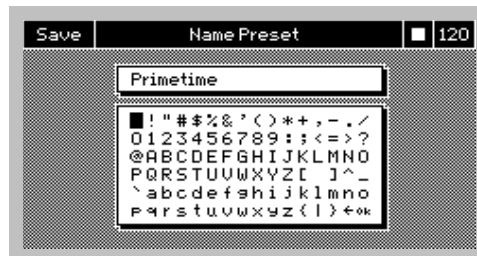 Save Name Preset 120
Primetime
!"#$%&'()*+,-./
0123456789:;<=>?
@ABCDEFGHIJKLMNO
PQRSTUVWXYZ[ ]^_
`abcdefghijklmno
pqrstuvwxyz{|}←ok